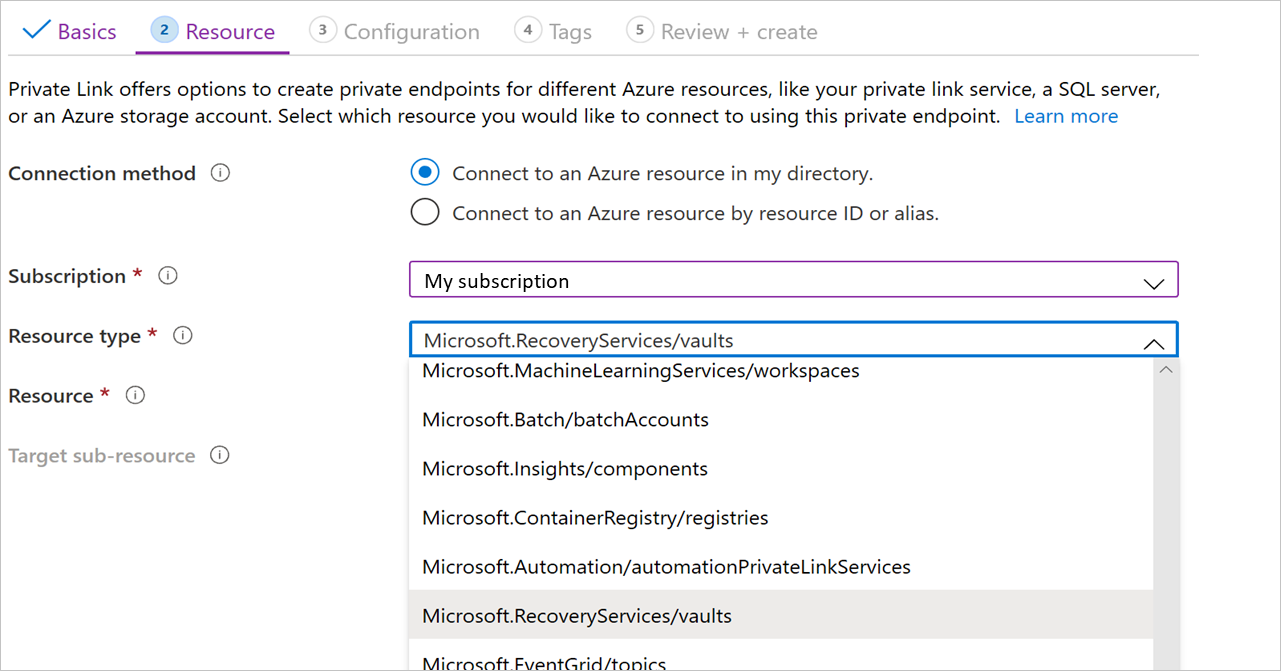 Basics 2 Resource 3 Configuration 4 Tags 5 Review + create
Private Link offers options to create private endpoints for different Azure resources, like your private link service, a SQL server,
or an Azure storage account. Select which resource you would like to connect to using this private endpoint. Learn more
Connection method i Connect to an Azure resource in my directory.
Connect to an Azure resource by resource ID or alias.
Subscription * i My subscription
Resource type * i Microsoft.RecoveryServices/vaults
Microsoft.MachineLearningServices/workspaces
Resource * i
Microsoft.Batch/batchAccounts
Target sub-resource i
Microsoft.Insights/components
Microsoft.ContainerRegistry/registries
Microsoft.Automation/automationPrivateLinkServices
Microsoft.RecoveryServices/vaults
Microsoft.EventGrid/topics